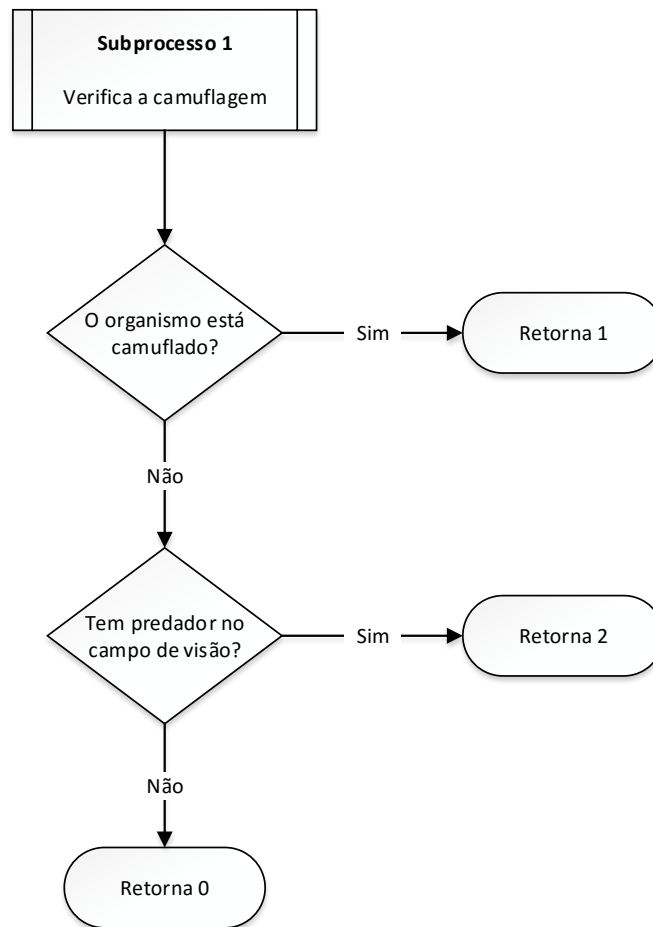 Subprocesso 1
Verifica a camuflagem
O organismo está
camuflado?
Sim
Retorna 1
Não
Tem predador no
campo de visão?
Sim
Retorna 2
Não
Retorna 0